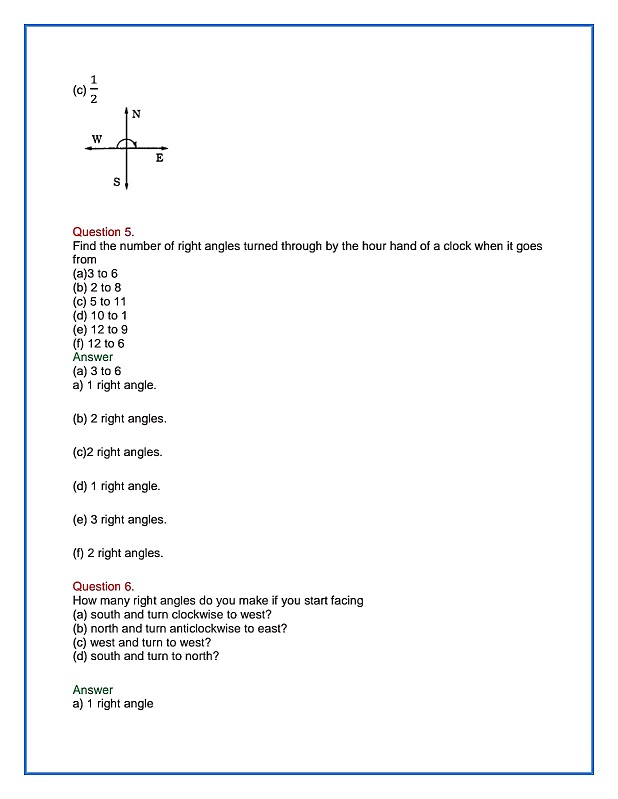 (c) 1/2
N
W
E
S
Question 5.
Find the number of right angles turned through by the hour hand of a clock when it goes
from
(a)3 to 6
(b) 2 to 8
(c) 5 to 11
(d) 10 to 1
(e) 12 to 9
(f) 12 to 6
Answer
(a) 3 to 6
a) 1 right angle.
(b) 2 right angles.
(c)2 right angles.
(d) 1 right angle.
(e) 3 right angles.
(f) 2 right angles.
Question 6.
How many right angles do you make if you start facing
(a) south and turn clockwise to west?
(b) north and turn anticlockwise to east?
(c) west and turn to west?
(d) south and turn to north?
Answer
a) 1 right angle